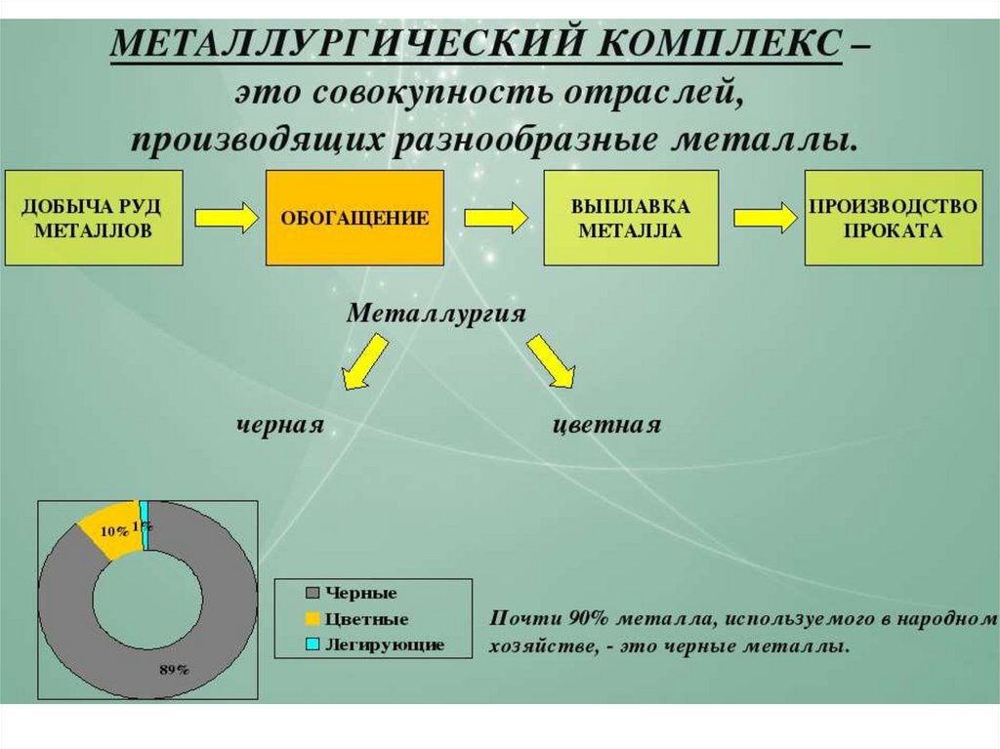 МЕТАЛЛУРГИЧЕСКИЙ КОМПЛЕКС –
это совокупность отраслей,
производящих разнообразные металлы.
ДОБЫЧА РУД
МЕТАЛЛОВ
ОБОГАЩЕНИЕ
ВЫПЛАВКА
МЕТАЛЛА
ПРОИЗВОДСТВО
ПРОКАТА
Металлургия
черная
цветная
10%
1%
89%
Черные
Цветные
Легирующие
Почти 90% металла, используемого в народном
хозяйстве, - это черные металлы.